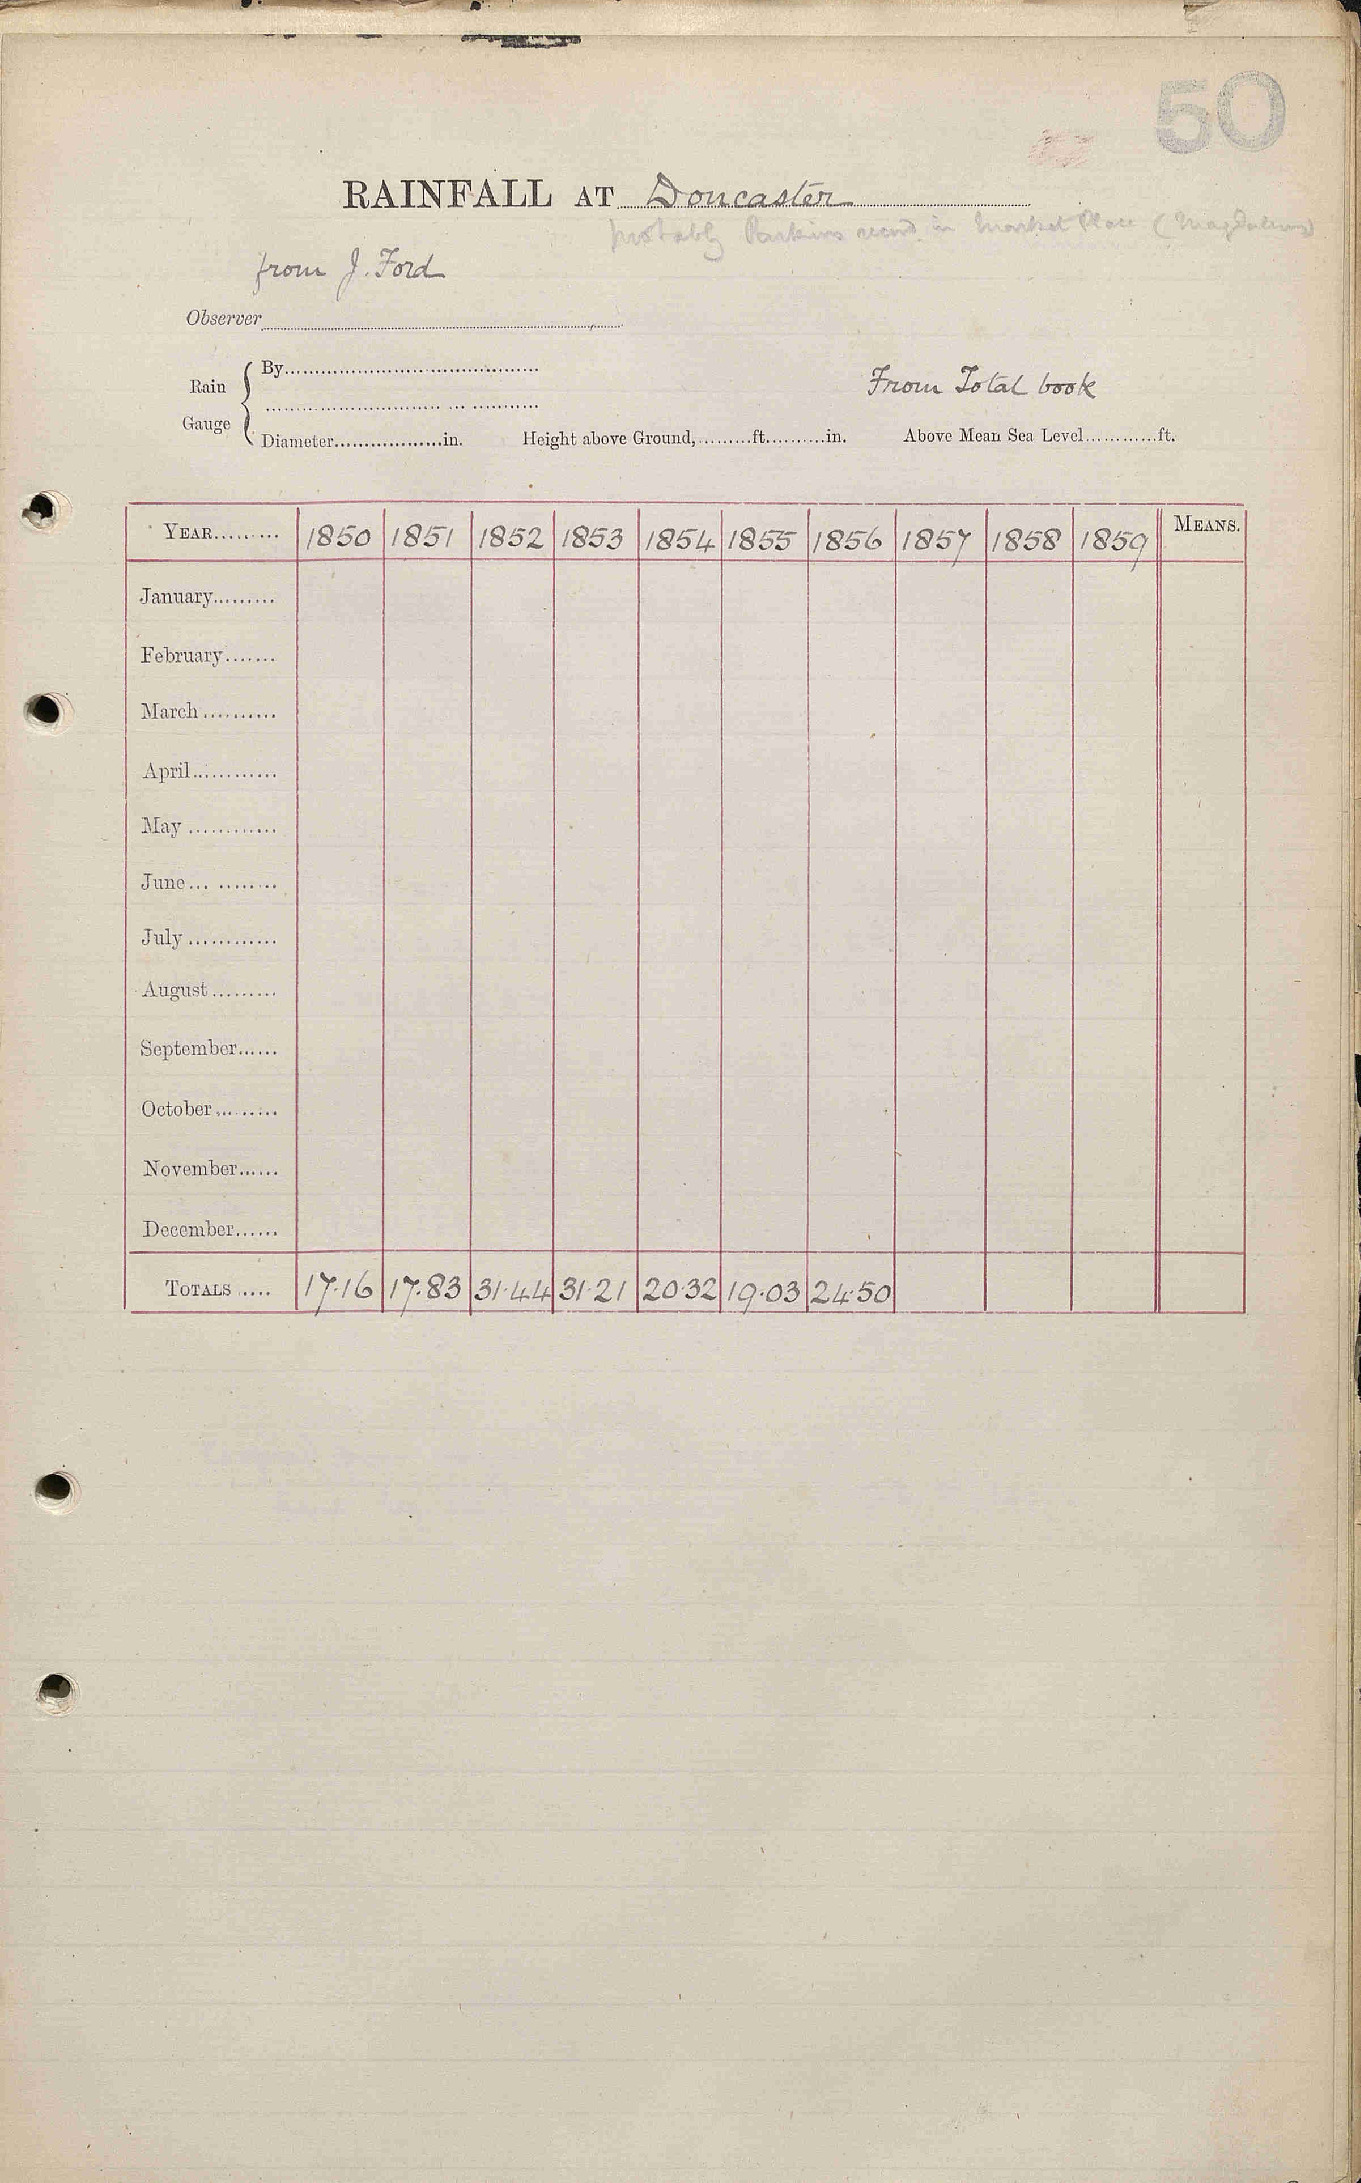 50
RAINFALL AT Doncaster
probably Parkins record in Market Place (Magdalens)
from J. Ford
Observer
Rain Gauge { By
From Total book
Diameter in. Height above Ground, ft. in. Above Mean Sea Level ft.
YEAR 1850 1851 1852 1853 1854 1855 1856 1857 1858 1859 MEANS.
January
February
March
April
May
June
July
August
September
October
November
December
TOTALS 17.16 17.83 31.44 31.21 20.32 19.03 24.50